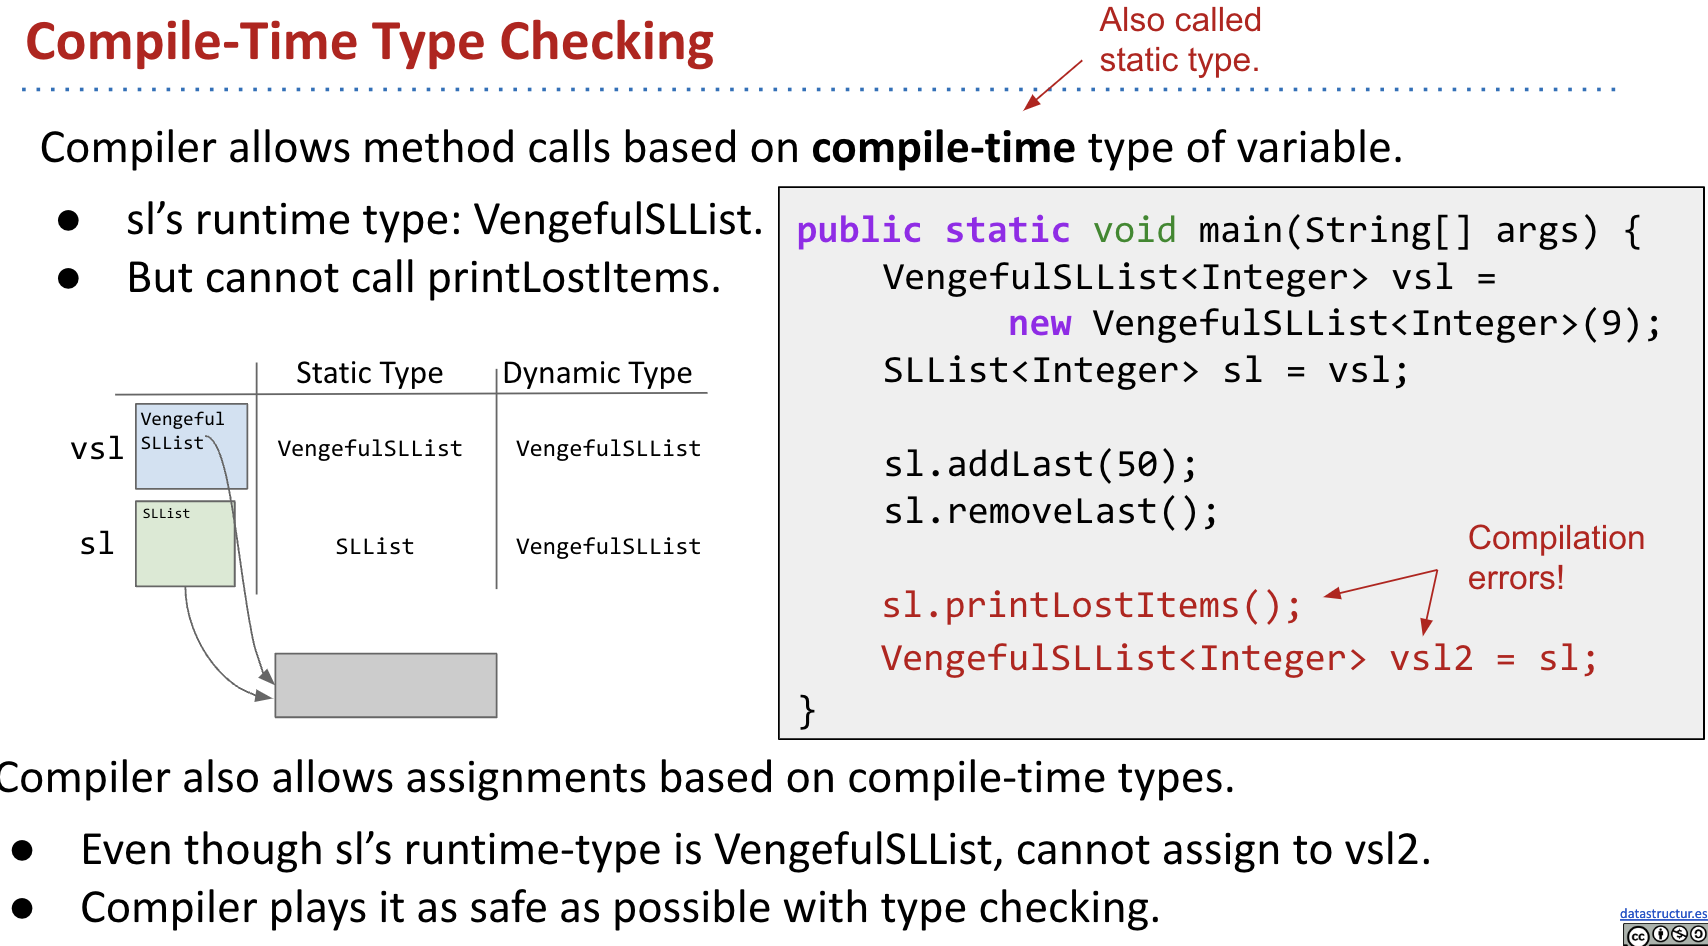 Compile-Time Type Checking
Also called
static type.
Compiler allows method calls based on compile-time type of variable.
● sl’s runtime type: VengefulSLList.
● But cannot call printLostItems.
Static Type Dynamic Type
vsl
Vengeful
SLList
VengefulSLList VengefulSLList
sl
SLList
SLList VengefulSLList
public static void main(String[] args) {
VengefulSLList<Integer> vsl =
new VengefulSLList<Integer>(9);
SLList<Integer> sl = vsl;
sl.addLast(50);
sl.removeLast();
Compilation
errors!
sl.printLostItems();
VengefulSLList<Integer> vsl2 = sl;
}
Compiler also allows assignments based on compile-time types.
● Even though sl’s runtime-type is VengefulSLList, cannot assign to vsl2.
● Compiler plays it as safe as possible with type checking.
datastructur.es
cc